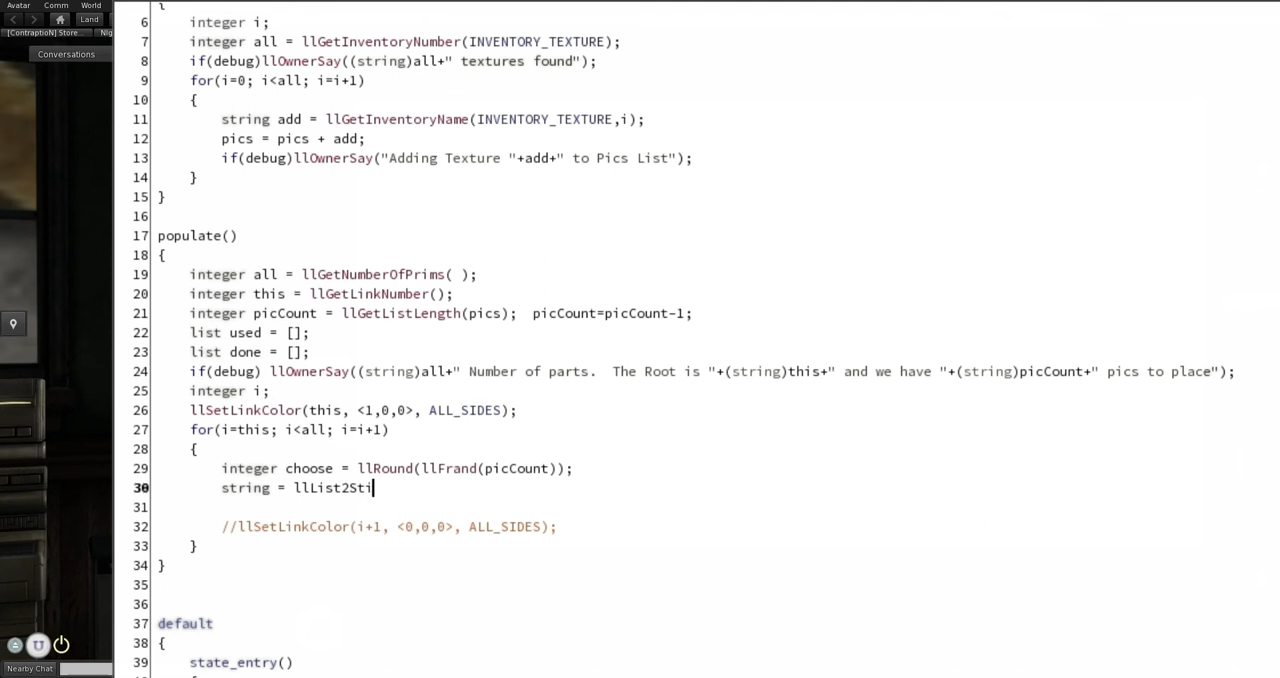 Avatar Comm World
Land
[ContraptioN] Store...
Conversations
{
6 integer i;
7 integer all = llGetInventoryNumber(INVENTORY_TEXTURE);
8 if(debug)llOwnerSay((string)all+" textures found");
9 for(i=0; i<all; i=i+1)
10 {
11 string add = llGetInventoryName(INVENTORY_TEXTURE,i);
12 pics = pics + add;
13 if(debug)llOwnerSay("Adding Texture "+add+" to Pics List");
14 }
15 }
16
17 populate()
18 {
19 integer all = llGetNumberOfPrims( );
20 integer this = llGetLinkNumber();
21 integer picCount = llGetListLength(pics);  picCount=picCount-1;
22 list used = [];
23 list done = [];
24 if(debug) llOwnerSay((string)all+" Number of parts.  The Root is "+(string)this+" and we have "+(string)picCount+" pics to place");
25 integer i;
26 llSetLinkColor(this, <1,0,0>, ALL_SIDES);
27 for(i=this; i<all; i=i+1)
28 {
29 integer choose = llRound(llFrand(picCount));
30 string = llList2Sti
31
32 //llSetLinkColor(i+1, <0,0,0>, ALL_SIDES);
33 }
34 }
35
36
37 default
38 {
39 state_entry()
Nearby Chat